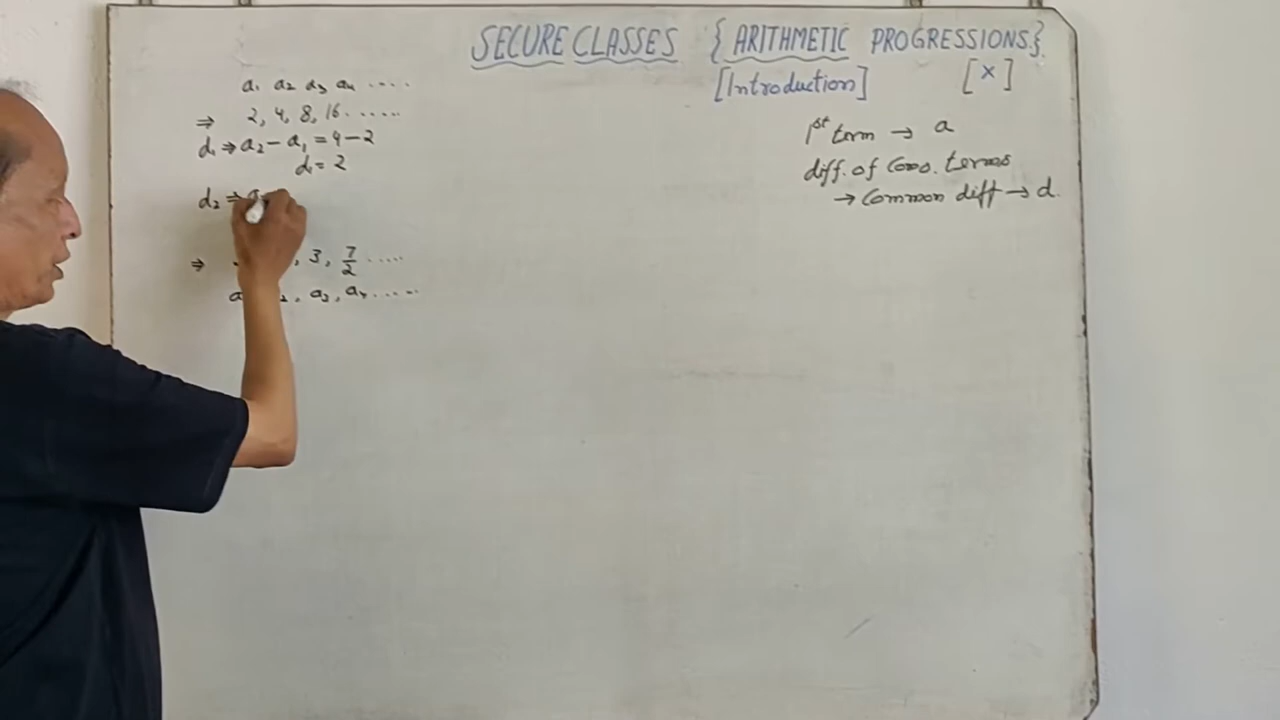 SECURE CLASSES { ARITHMETIC PROGRESSIONS.}
[Introduction] [X]
a₁ a₂ a₃ a₄ ....
⇒ 2, 4, 8, 16 ......
d₁ ⇒ a₂ - a₁ = 4 - 2
d₁ = 2
d₂ ⇒
⇒ , 3, 7/2 .....
a , a₃, a₄ ......
1st term → a
diff. of Cons. terms
→ Common diff → d.